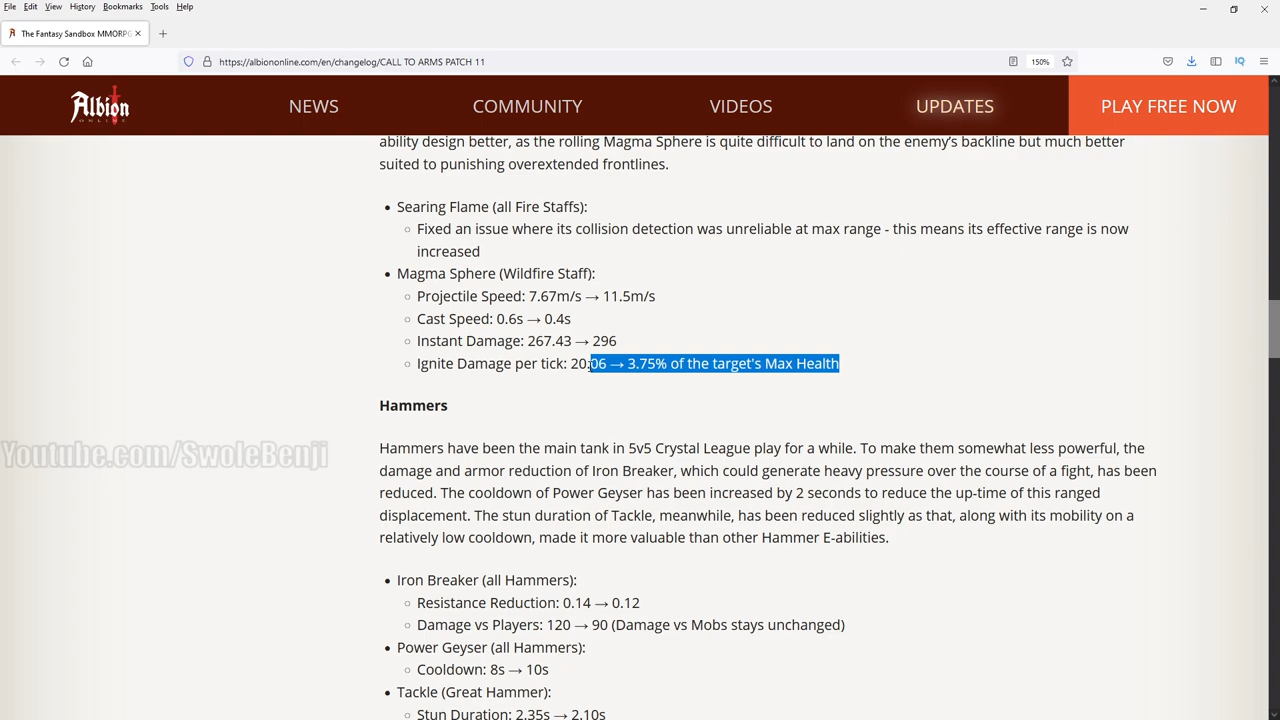 File Edit View History Bookmarks Tools Help
The Fantasy Sandbox MMORPG
https://albiononline.com/en/changelog/CALL TO ARMS PATCH 11
150%
IQ
Albion
ONLINE
NEWS
COMMUNITY
VIDEOS
UPDATES
PLAY FREE NOW
ability design better, as the rolling Magma Sphere is quite difficult to land on the enemy's backline but much better
suited to punishing overextended frontlines.
• Searing Flame (all Fire Staffs):
○ Fixed an issue where its collision detection was unreliable at max range - this means its effective range is now
increased
• Magma Sphere (Wildfire Staff):
○ Projectile Speed: 7.67m/s → 11.5m/s
○ Cast Speed: 0.6s → 0.4s
○ Instant Damage: 267.43 → 296
○ Ignite Damage per tick: 20.06 → 3.75% of the target's Max Health
Hammers
Youtube.com/SwoleBenji
Hammers have been the main tank in 5v5 Crystal League play for a while. To make them somewhat less powerful, the
damage and armor reduction of Iron Breaker, which could generate heavy pressure over the course of a fight, has been
reduced. The cooldown of Power Geyser has been increased by 2 seconds to reduce the up-time of this ranged
displacement. The stun duration of Tackle, meanwhile, has been reduced slightly as that, along with its mobility on a
relatively low cooldown, made it more valuable than other Hammer E-abilities.
• Iron Breaker (all Hammers):
○ Resistance Reduction: 0.14 → 0.12
○ Damage vs Players: 120 → 90 (Damage vs Mobs stays unchanged)
• Power Geyser (all Hammers):
○ Cooldown: 8s → 10s
• Tackle (Great Hammer):
○ Stun Duration: 2.35s → 2.10s